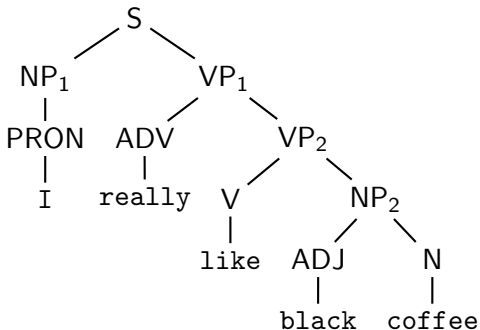 S
NP₁ VP₁
PRON ADV VP₂
I really V NP₂
like ADJ N
black coffee